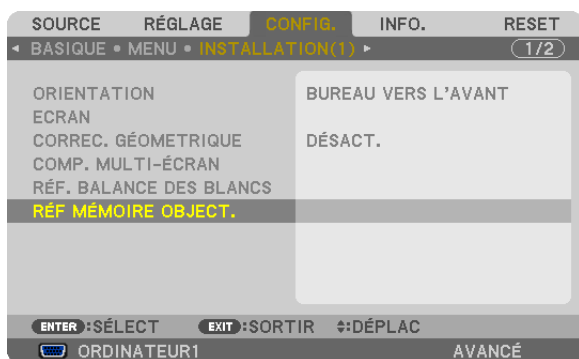 SOURCE RÉGLAGE CONFIG. INFO. RESET
BASIQUE • MENU • INSTALLATION(1) 1/2
ORIENTATION BUREAU VERS L'AVANT
ECRAN
CORREC. GÉOMETRIQUE DÉSACT.
COMP. MULTI-ÉCRAN
RÉF. BALANCE DES BLANCS
RÉF MÉMOIRE OBJECT.
ENTER :SÉLECT EXIT :SORTIR :DÉPLAC
ORDINATEUR1 AVANCÉ